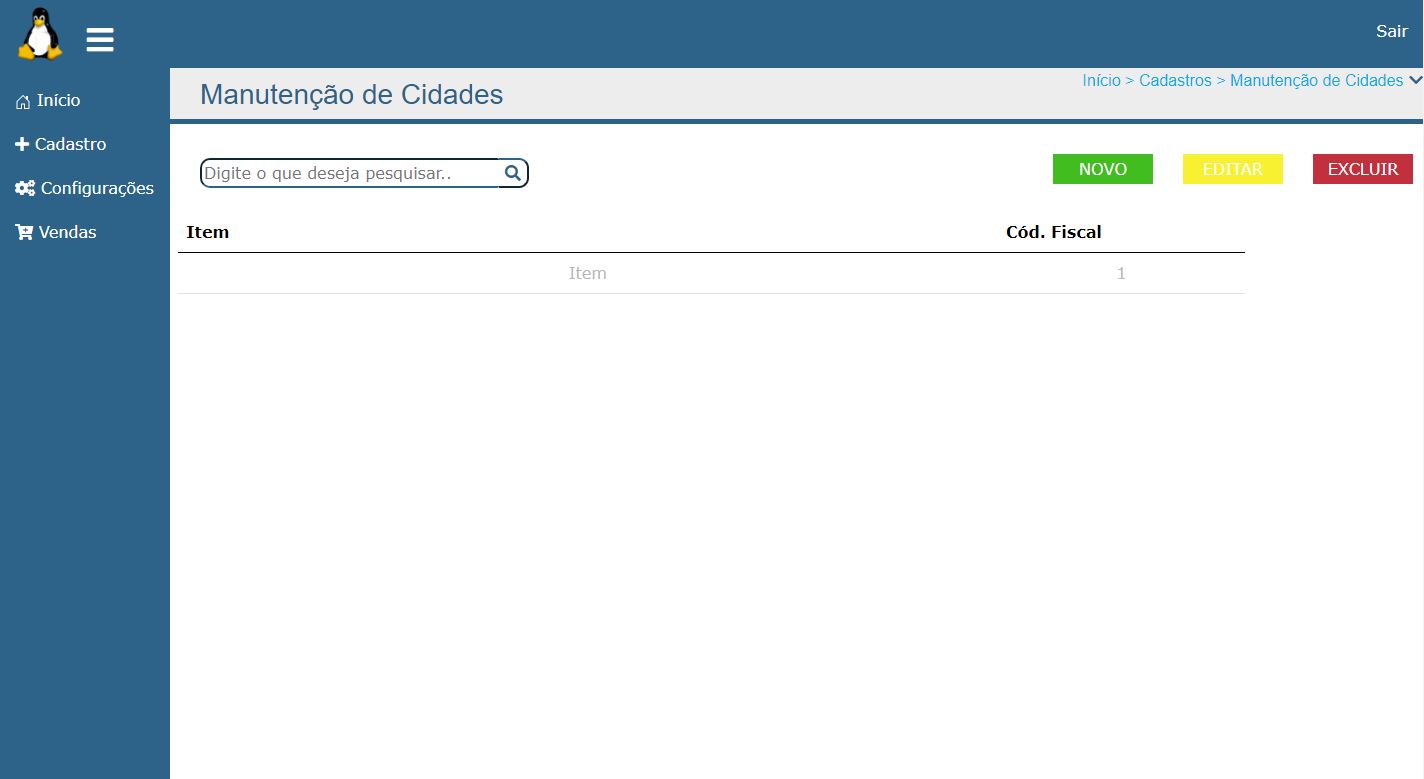 Sair
Início > Cadastros > Manutenção de Cidades
Manutenção de Cidades
Início
Cadastro
Configurações
Vendas
Digite o que deseja pesquisar..
NOVO EDITAR EXCLUIR
Item Cód. Fiscal
Item 1